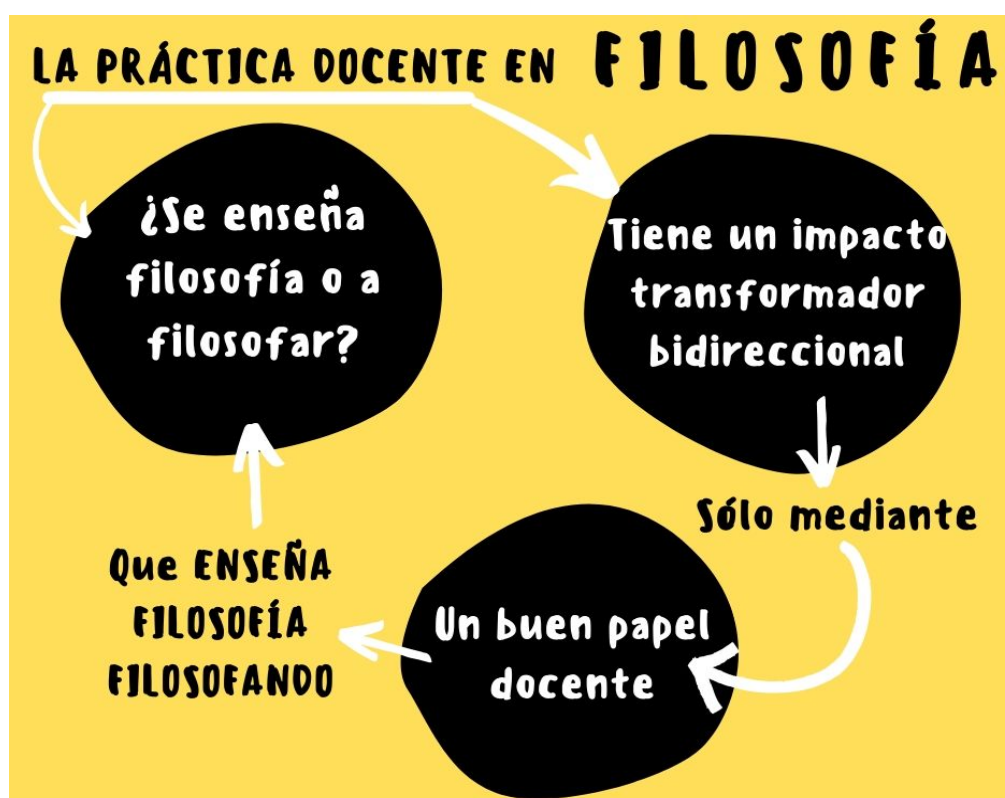 LA PRÁCTICA DOCENTE EN FILOSOFÍA
¿Se enseña
filosofía o a
filosofar?
Tiene un impacto
transformador
bidireccional
Sólo mediante
Un buen papel
docente
Que ENSEÑA
FILOSOFÍA
FILOSOFANDO